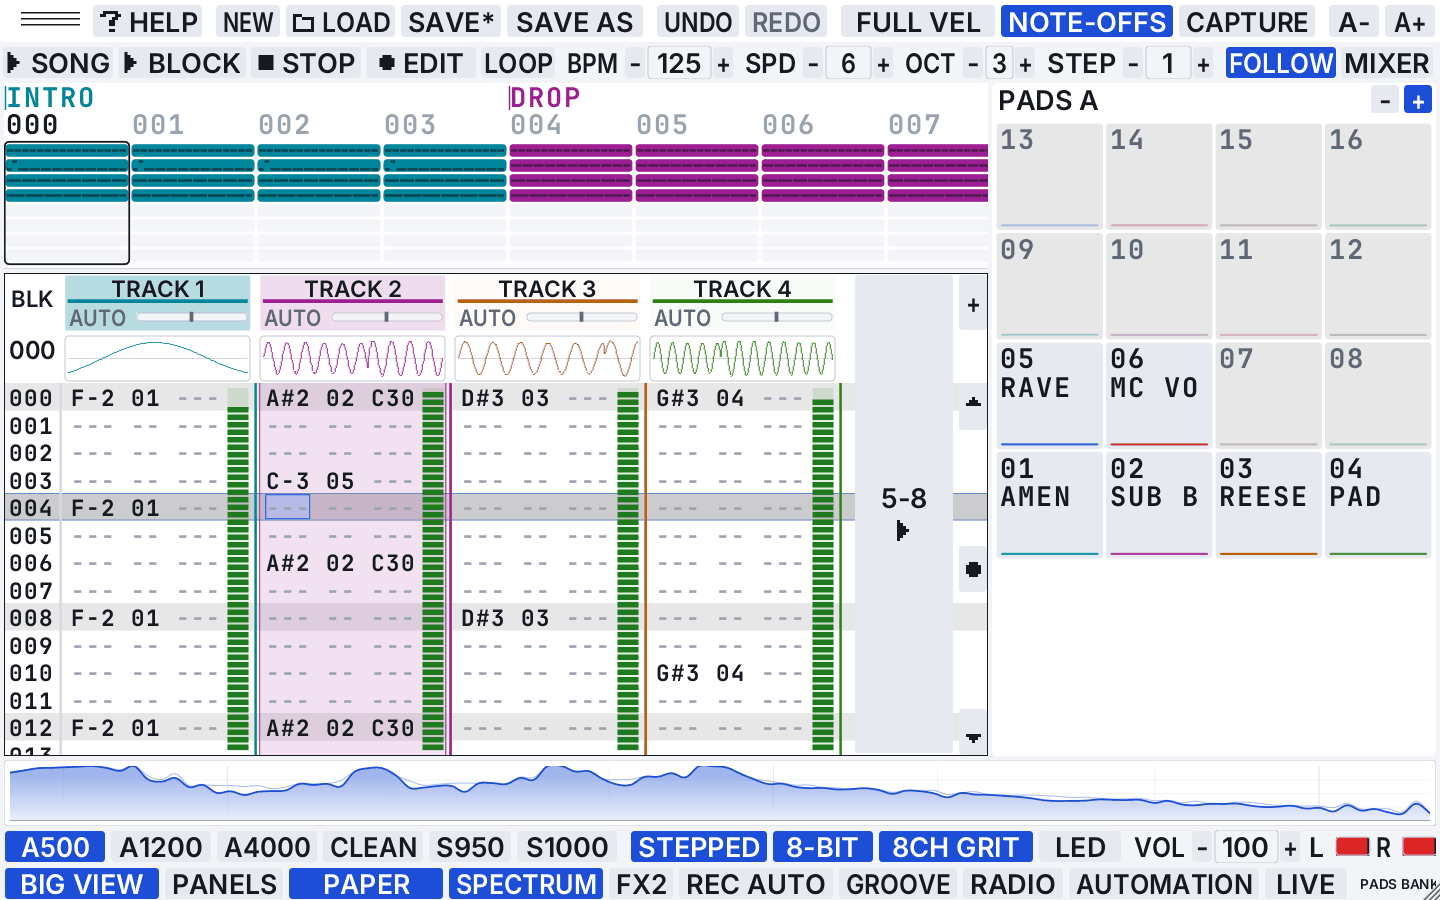 HELP NEW LOAD SAVE* SAVE AS UNDO REDO FULL VEL NOTE-OFFS CAPTURE A- A+
SONG BLOCK STOP EDIT LOOP BPM - 125 + SPD - 6 + OCT - 3 + STEP - 1 + FOLLOW MIXER
INTRO DROP
000 001 002 003 004 005 006 007
PADS A - +
13 14 15 16
09 10 11 12
05 06 07 08
RAVE MC VO
01 02 03 04
AMEN SUB B REESE PAD
BLK TRACK 1 TRACK 2 TRACK 3 TRACK 4 +
AUTO AUTO AUTO AUTO
000
000 F-2 01 --- A#2 02 C30 D#3 03 --- G#3 04 ---
001 --- -- --- --- -- --- --- -- --- --- -- ---
002 --- -- --- --- -- --- --- -- --- --- -- ---
003 --- -- --- C-3 05 --- --- -- --- --- -- ---
004 F-2 01 --- --- -- --- --- -- --- --- -- ---
005 --- -- --- --- -- --- --- -- --- --- -- ---
006 --- -- --- A#2 02 C30 --- -- --- --- -- ---
007 --- -- --- --- -- --- --- -- --- --- -- ---
008 F-2 01 --- --- -- --- D#3 03 --- --- -- ---
009 --- -- --- --- -- --- --- -- --- --- -- ---
010 --- -- --- --- -- --- --- -- --- G#3 04 ---
011 --- -- --- --- -- --- --- -- --- --- -- ---
012 F-2 01 --- A#2 02 C30 --- -- --- --- -- ---
013
5-8
A500 A1200 A4000 CLEAN S950 S1000 STEPPED 8-BIT 8CH GRIT LED VOL - 100 + L R
BIG VIEW PANELS PAPER SPECTRUM FX2 REC AUTO GROOVE RADIO AUTOMATION LIVE PADS BANK